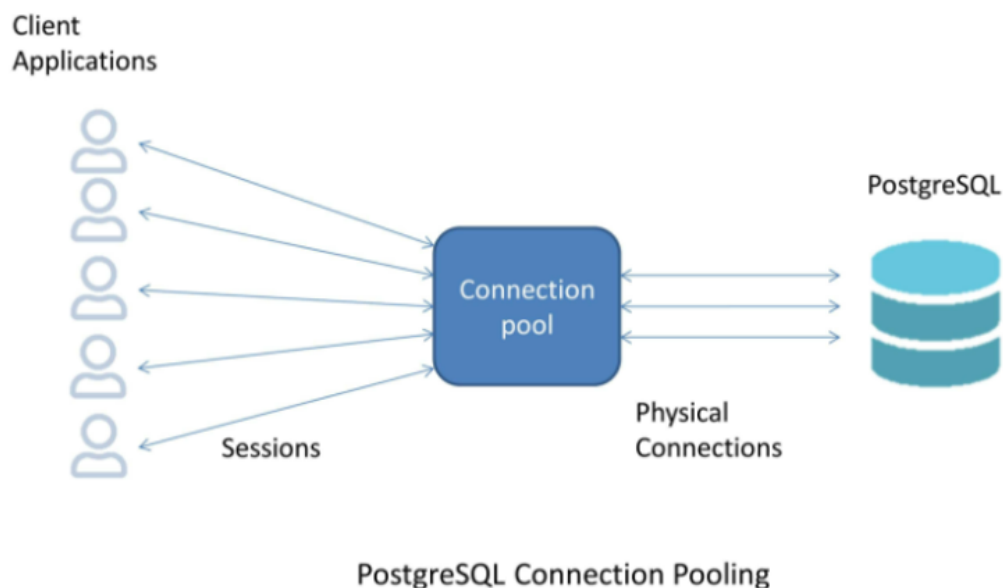 Client
Applications
PostgreSQL
Connection
pool
Physical
Connections
Sessions
PostgreSQL Connection Pooling